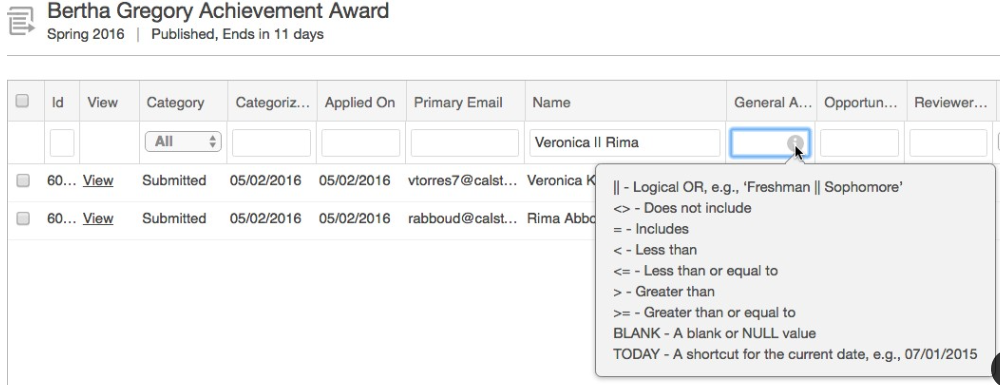 Bertha Gregory Achievement Award
Spring 2016 | Published, Ends in 11 days
Id View Category Categoriz... Applied On Primary Email Name General A... Opportun... Reviewer...
All Veronica || Rima
60... View Submitted 05/02/2016 05/02/2016 vtorres7@calst... Veronica K
60... View Submitted 05/02/2016 05/02/2016 rabboud@calst... Rima Abbo
|| - Logical OR, e.g., ‘Freshman || Sophomore’
<> - Does not include
= - Includes
< - Less than
<= - Less than or equal to
> - Greater than
>= - Greater than or equal to
BLANK - A blank or NULL value
TODAY - A shortcut for the current date, e.g., 07/01/2015